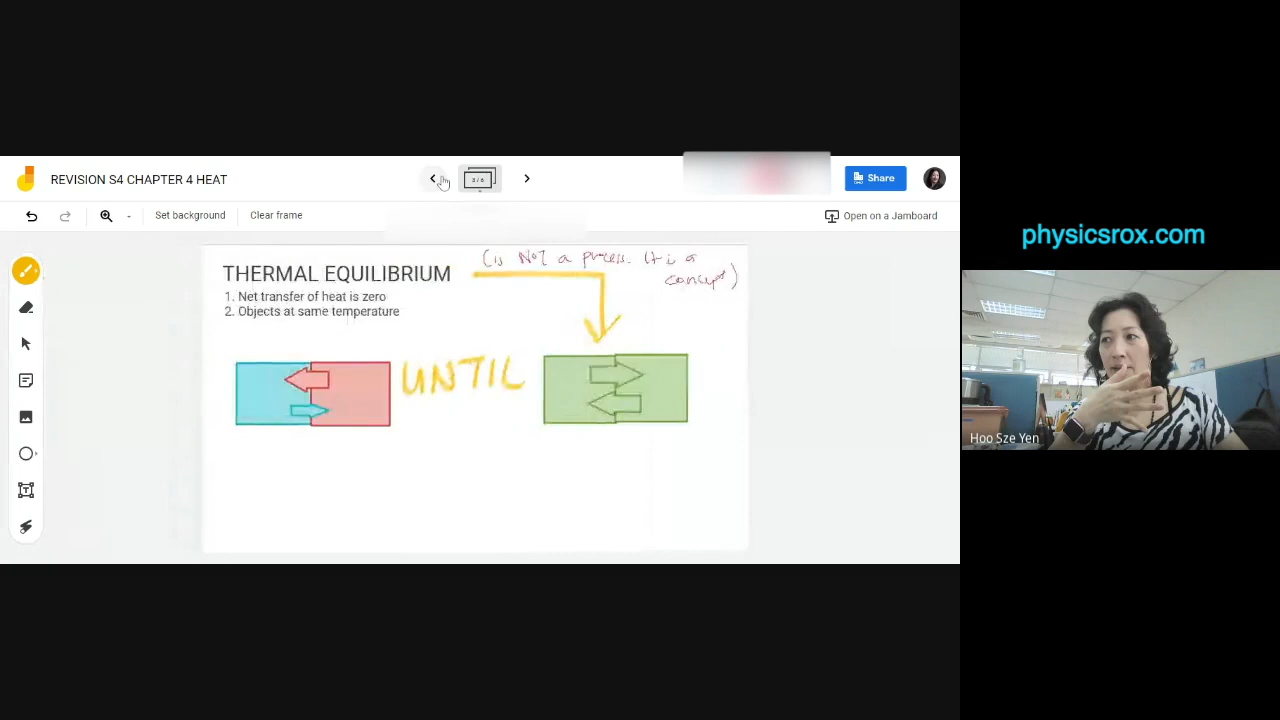 REVISION S4 CHAPTER 4 HEAT
3 / 6
Share
Set background
Clear frame
Open on a Jamboard
THERMAL EQUILIBRIUM
(is Not a process. It is a
concept)
1. Net transfer of heat is zero
2. Objects at same temperature
UNTIL
physicsrox.com
Hoo Sze Yen